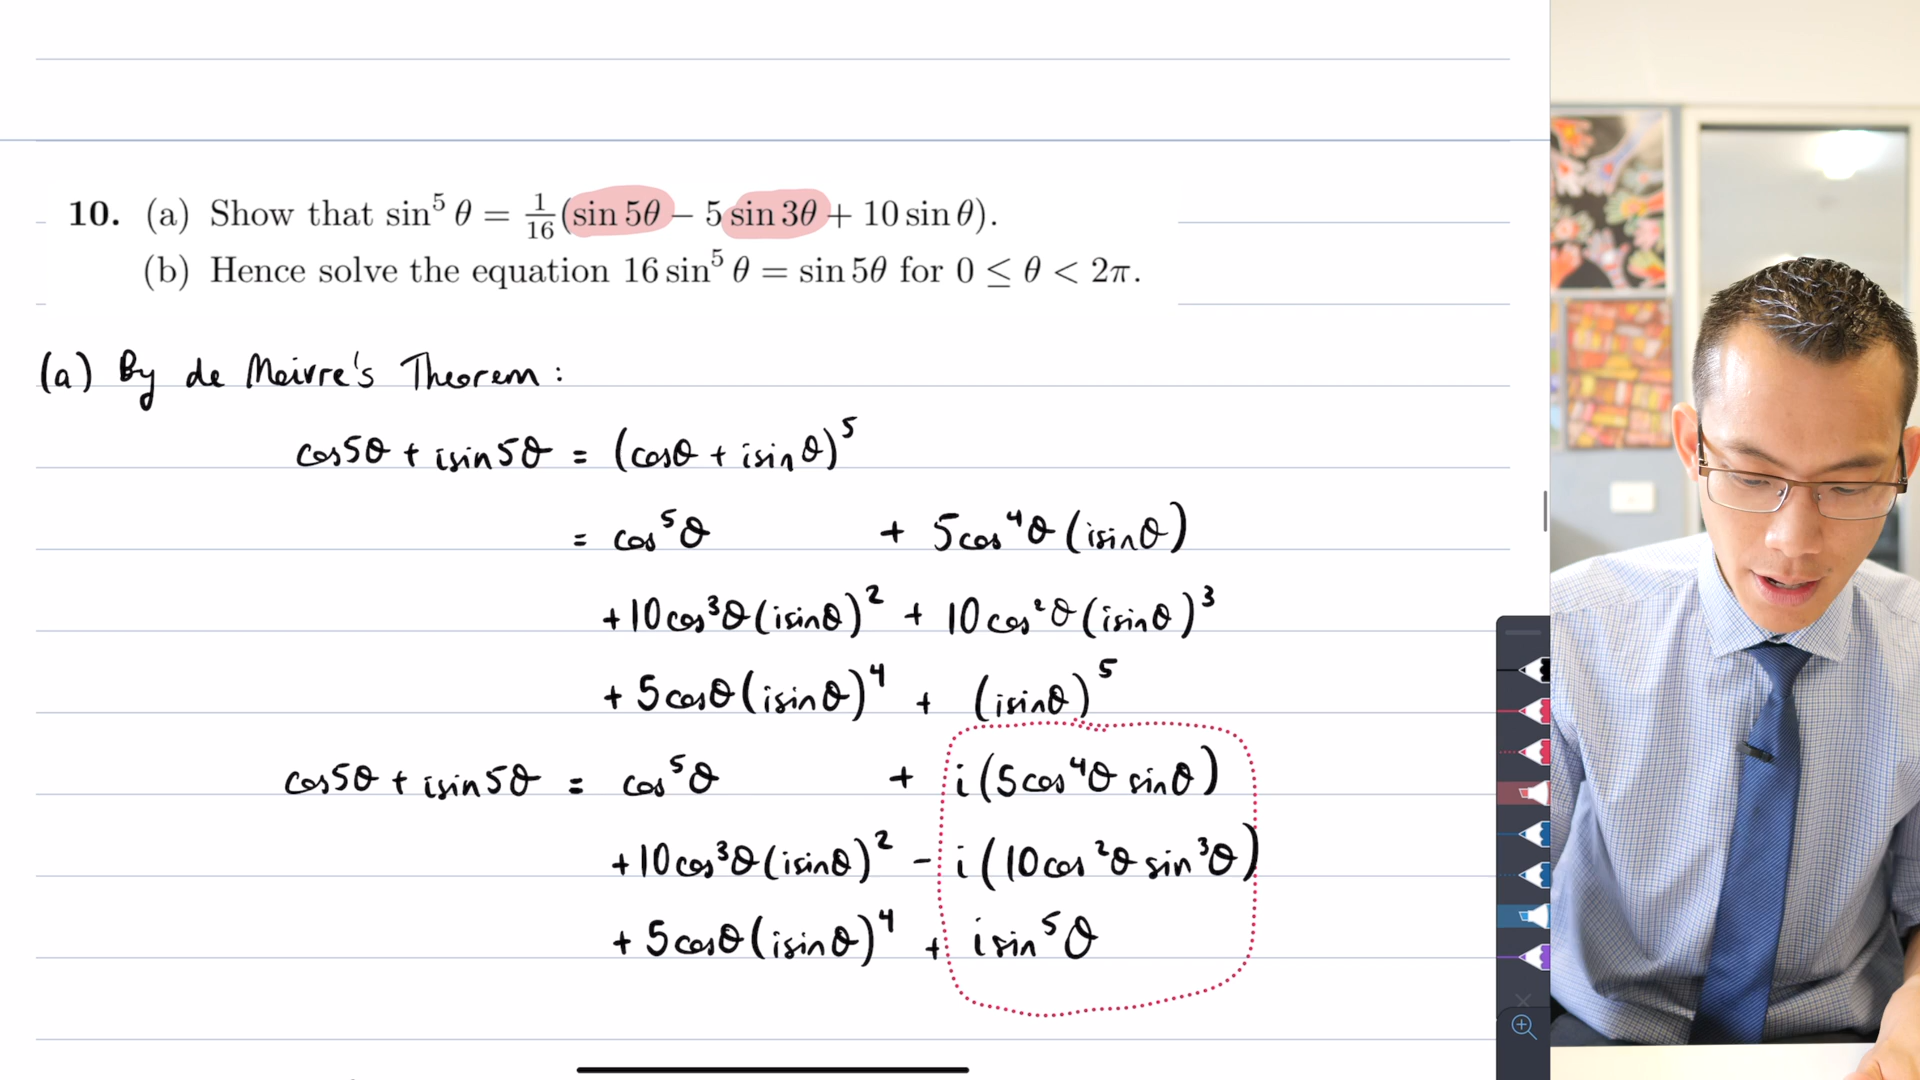 10. (a) Show that sin⁵ θ = 1/16 (sin 5θ − 5 sin 3θ + 10 sin θ).
(b) Hence solve the equation 16 sin⁵ θ = sin 5θ for 0 ≤ θ < 2π.
(a) By de Moivre's Theorem :
cos5θ + isin5θ = (cosθ + isinθ)⁵
= cos⁵θ + 5cos⁴θ (isinθ)
+10cos³θ (isinθ)² + 10cos²θ (isinθ)³
+ 5cosθ (isinθ)⁴ + (isinθ)⁵
cos5θ + isin5θ = cos⁵θ + i(5cos⁴θ sinθ)
+10cos³θ (isinθ)² − i(10cos²θ sin³θ)
+ 5cosθ (isinθ)⁴ + isin⁵θ